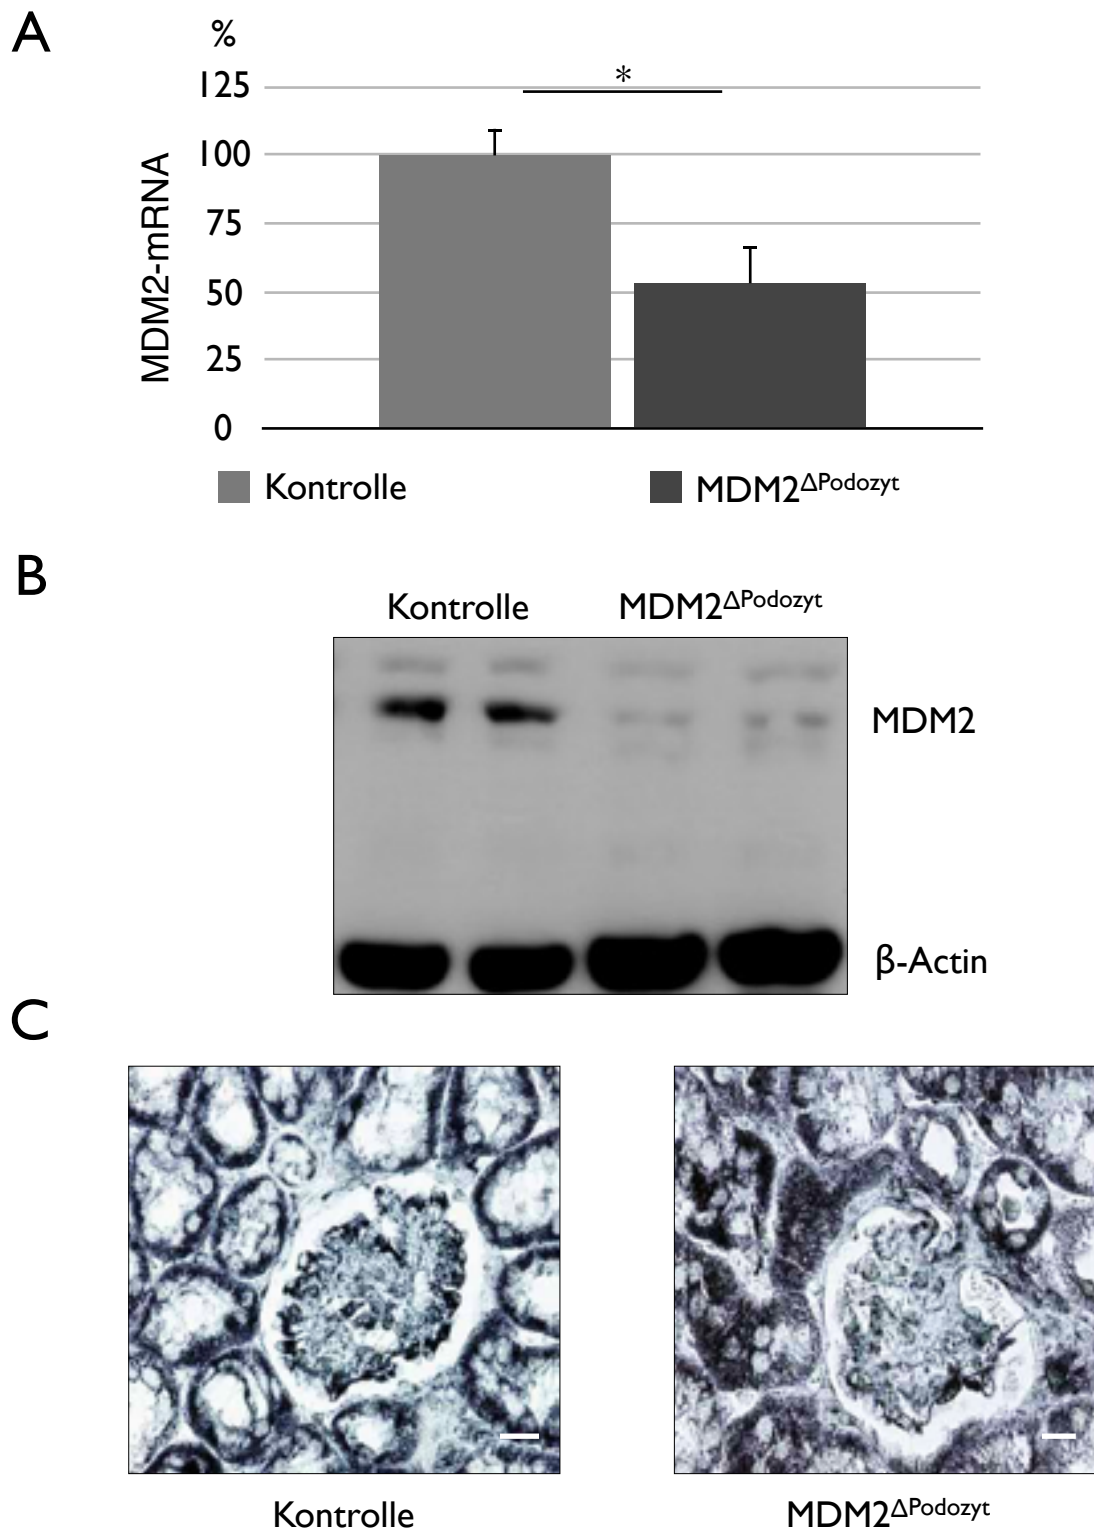 A
%
125
*
100
75
50
25
0
MDM2-mRNA
Kontrolle
MDM2ΔPodozyt
B
Kontrolle
MDM2ΔPodozyt
MDM2
β-Actin
C
Kontrolle
MDM2ΔPodozyt